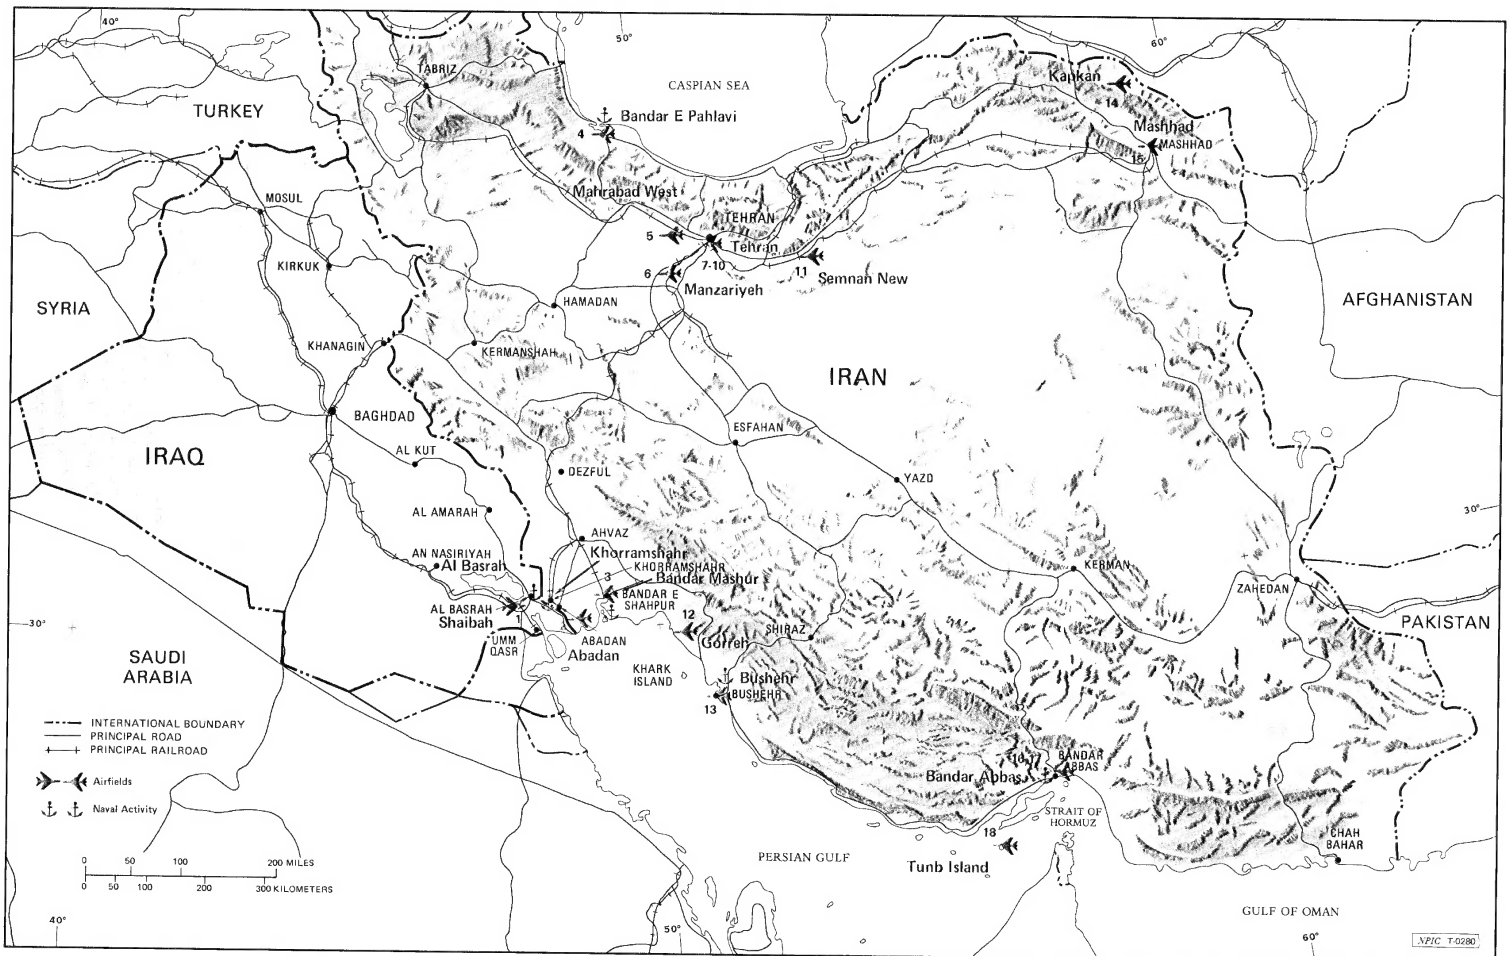 40°
50°
60°
TABRIZ
CASPIAN SEA
Kapkan
14
TURKEY
Bandar E Pahlavi
4
Mashhad
MASHHAD
15
Mahrabad West
MOSUL
TEHRAN
5
Tehran
KIRKUK
7-10
11
6
Semnan New
Manzariyeh
SYRIA
HAMADAN
AFGHANISTAN
KHANAGIN
KERMANSHAH
IRAN
BAGHDAD
ESFAHAN
IRAQ
AL KUT
DEZFUL
YAZD
AL AMARAH
30°
AHVAZ
AN NASIRIYAH
Khorramshahr
Al Basrah
KHORRAMSHAHR
KERMAN
3
Bandar Mashur
ZAHEDAN
BANDAR E
SHAHPUR
AL BASRAH
Shaibah
1
12
30°
SHIRAZ
PAKISTAN
UMM
QASR
ABADAN
Abadan
Gorreh
SAUDI
ARABIA
KHARK
ISLAND
Bushehr
BUSHEHR
13
INTERNATIONAL BOUNDARY
PRINCIPAL ROAD
PRINCIPAL RAILROAD
BANDAR
ABBAS
Bandar Abbas
Airfields
Naval Activity
STRAIT OF
HORMUZ
18
CHAH
BAHAR
PERSIAN GULF
Tunb Island
0 50 100 200 MILES
0 50 100 200 300 KILOMETERS
GULF OF OMAN
40°
50°
60°
NPIC T-0280